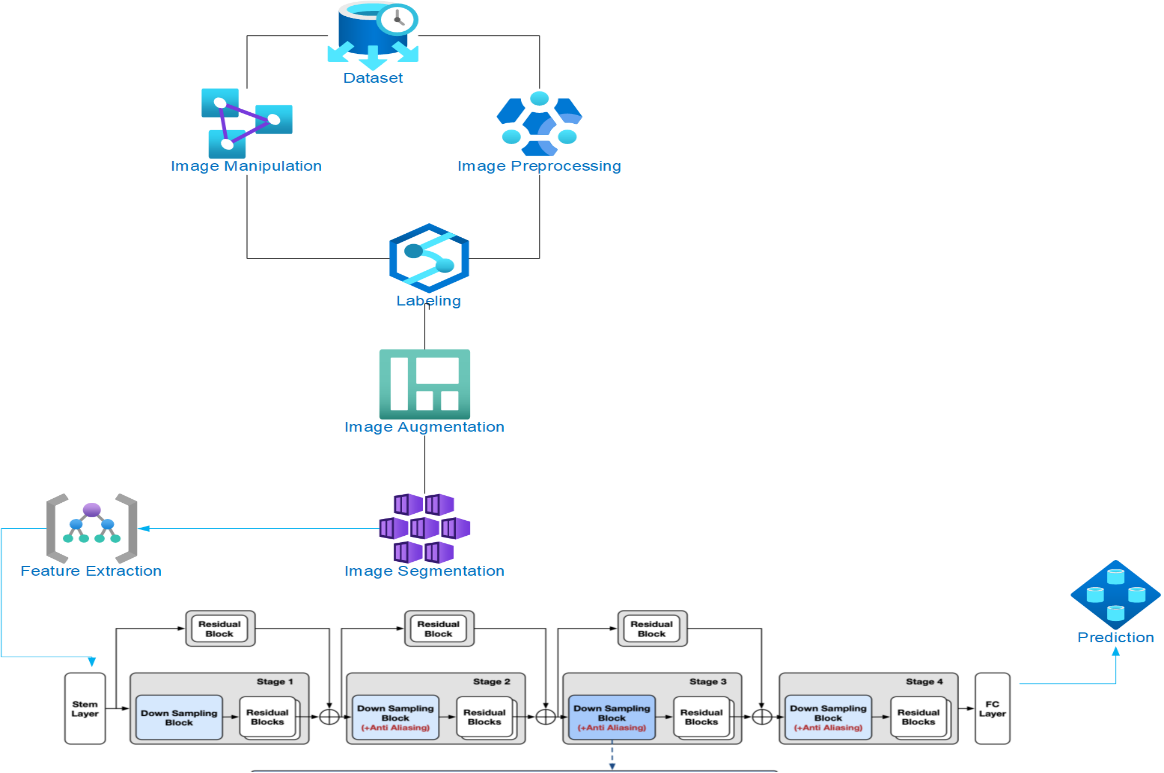 Dataset
Image Manipulation
Image Preprocessing
Labeling
Image Augmentation
Feature Extraction
Image Segmentation
Prediction
Residual
Block
Residual
Block
Residual
Block
Stage 1
Stage 2
Stage 3
Stage 4
Stem
Layer
Down Sampling
Block
Residual
Blocks
Down Sampling
Block
(+Anti Aliasing)
Residual
Blocks
Down Sampling
Block
(+Anti Aliasing)
Residual
Blocks
Down Sampling
Block
(+Anti Aliasing)
Residual
Blocks
FC
Layer